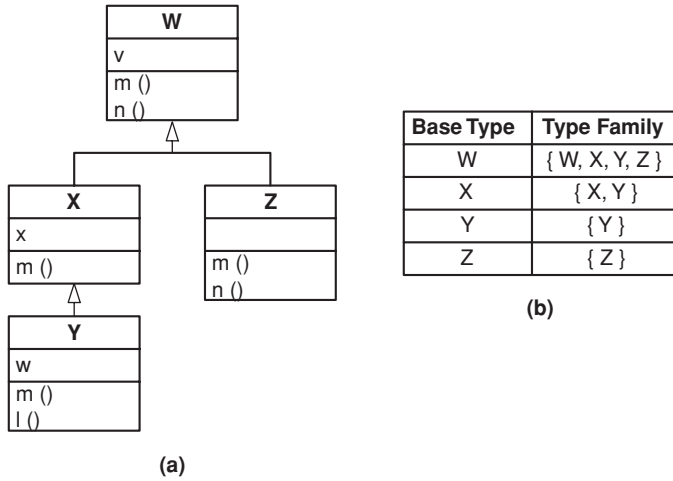 W
v
m ()
n ()
X
x
m ()
Z
m ()
n ()
Y
w
m ()
l ()
(a)
Base Type Type Family
W { W, X, Y, Z }
X { X, Y }
Y { Y }
Z { Z }
(b)